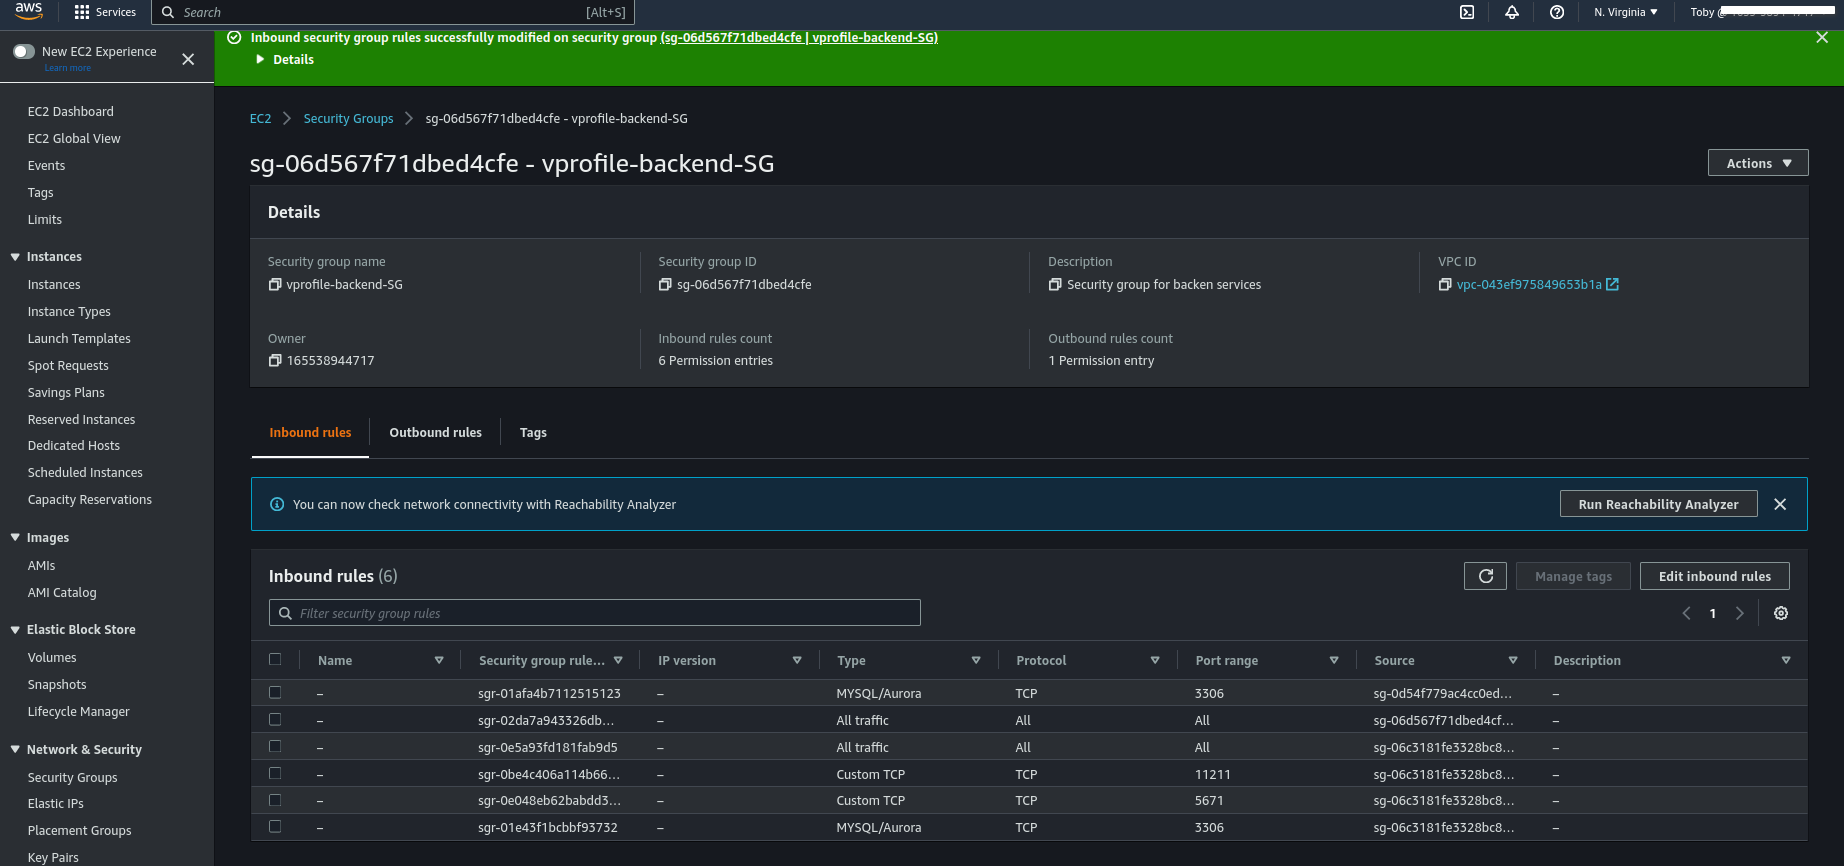 aws
Services
Search
[Alt+S]
N. Virginia
Toby @
New EC2 Experience
Learn more
EC2 Dashboard
EC2 Global View
Events
Tags
Limits
Instances
Instances
Instance Types
Launch Templates
Spot Requests
Savings Plans
Reserved Instances
Dedicated Hosts
Scheduled Instances
Capacity Reservations
Images
AMIs
AMI Catalog
Elastic Block Store
Volumes
Snapshots
Lifecycle Manager
Network & Security
Security Groups
Elastic IPs
Placement Groups
Key Pairs
Inbound security group rules successfully modified on security group (sg-06d567f71dbed4cfe | vprofile-backend-SG)
Details
EC2 Security Groups sg-06d567f71dbed4cfe - vprofile-backend-SG
sg-06d567f71dbed4cfe - vprofile-backend-SG
Actions
Details
Security group name
vprofile-backend-SG
Security group ID
sg-06d567f71dbed4cfe
Description
Security group for backen services
VPC ID
vpc-043ef975849653b1a
Owner
165538944717
Inbound rules count
6 Permission entries
Outbound rules count
1 Permission entry
Inbound rules
Outbound rules
Tags
You can now check network connectivity with Reachability Analyzer
Run Reachability Analyzer
Inbound rules (6)
Manage tags
Edit inbound rules
Filter security group rules
1
Name Security group rule... IP version Type Protocol Port range Source Description
– sgr-01afa4b7112515123 – MYSQL/Aurora TCP 3306 sg-0d54f779ac4cc0ed... –
– sgr-02da7a943326db... – All traffic All All sg-06d567f71dbed4cf... –
– sgr-0e5a93fd181fab9d5 – All traffic All All sg-06c3181fe3328bc8... –
– sgr-0be4c406a114b66... – Custom TCP TCP 11211 sg-06c3181fe3328bc8... –
– sgr-0e048eb62babdd3... – Custom TCP TCP 5671 sg-06c3181fe3328bc8... –
– sgr-01e43f1bcbbf93732 – MYSQL/Aurora TCP 3306 sg-06c3181fe3328bc8... –